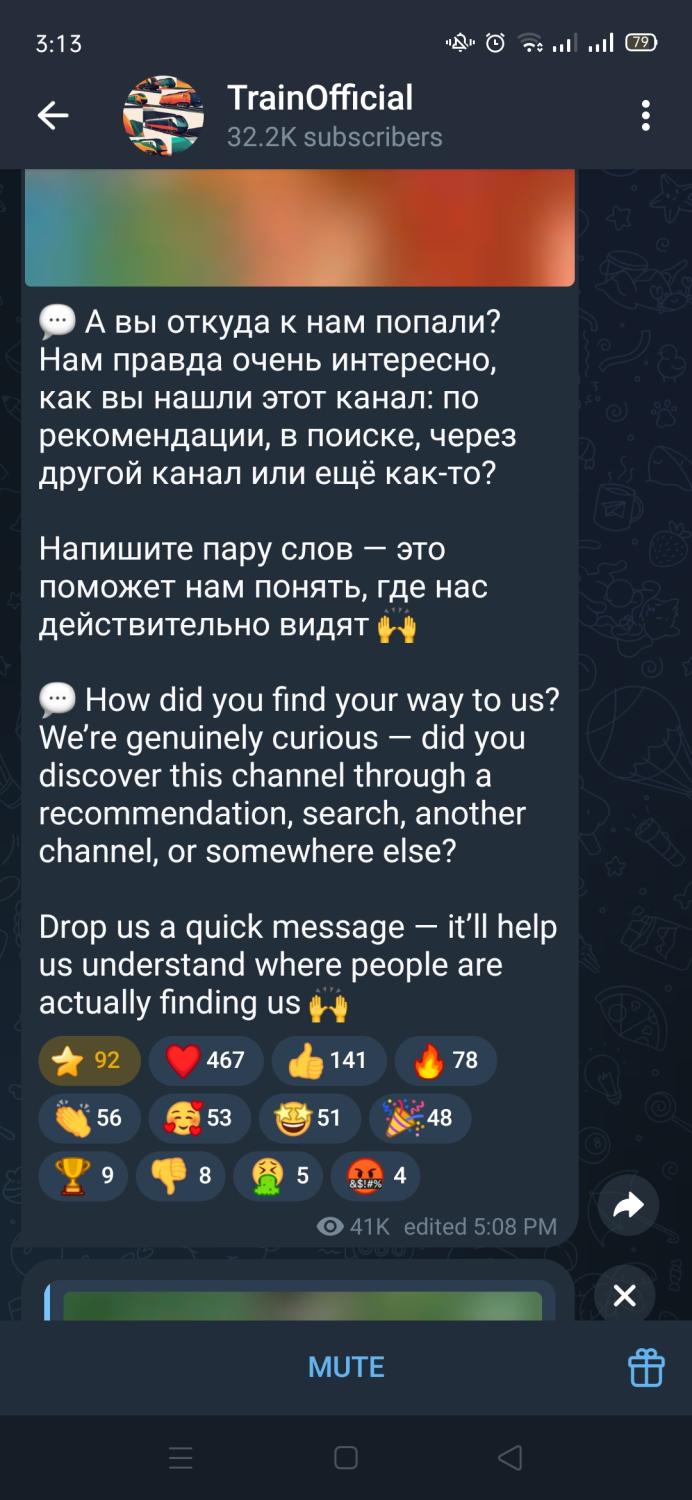 3:13
79
TrainOfficial
32.2K subscribers
💬 А вы откуда к нам попали?
Нам правда очень интересно,
как вы нашли этот канал: по
рекомендации, в поиске, через
другой канал или ещё как-то?
Напишите пару слов — это
поможет нам понять, где нас
действительно видят 🙌
💬 How did you find your way to us?
We’re genuinely curious — did you
discover this channel through a
recommendation, search, another
channel, or somewhere else?
Drop us a quick message — it’ll help
us understand where people are
actually finding us 🙌
⭐ 92 ❤️ 467 👍 141 🔥 78
👏 56 🥰 53 🤩 51 🎉 48
🏆 9 👎 8 🤮 5 🤬 4
41K edited 5:08 PM
MUTE